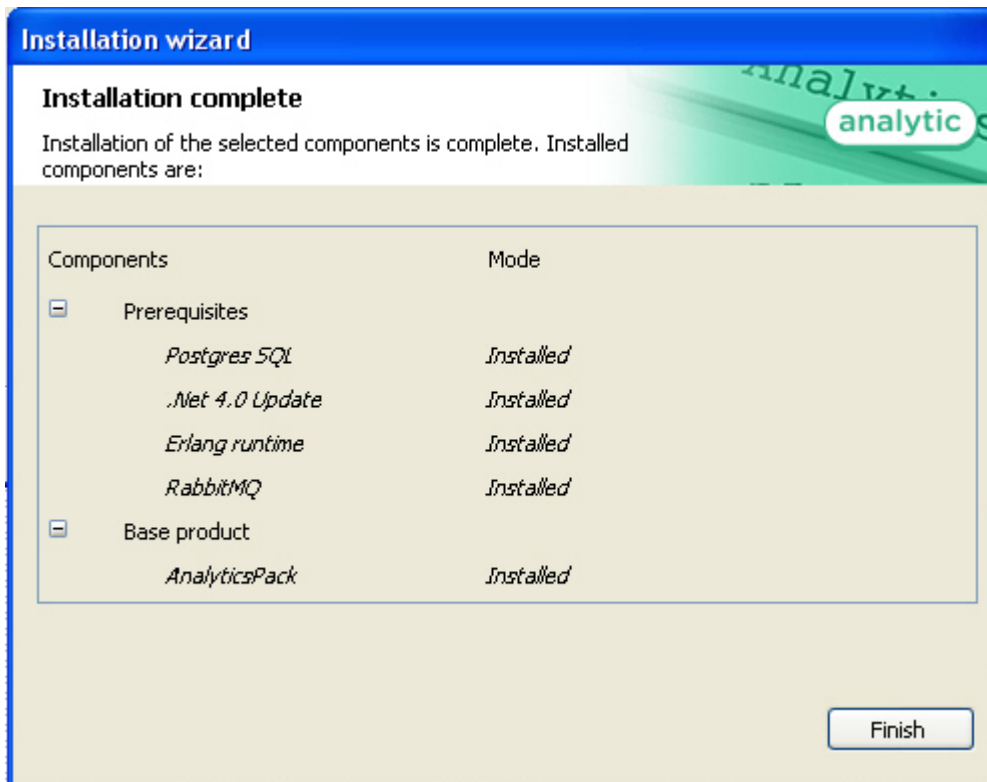 Installation wizard
Installation complete
Analytics
analytic
Installation of the selected components is complete. Installed
components are:
Components Mode
Prerequisites
Postgres SQL Installed
.Net 4.0 Update Installed
Erlang runtime Installed
RabbitMQ Installed
Base product
AnalyticsPack Installed
Finish